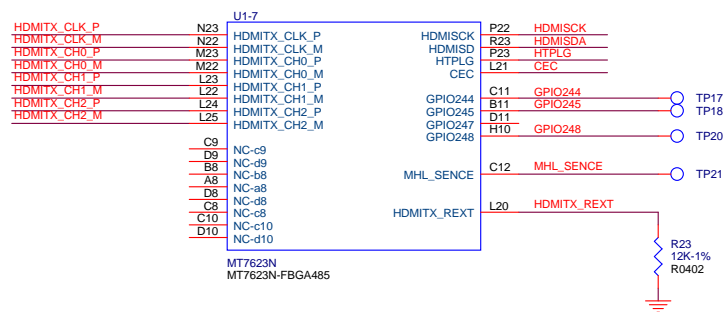 U1-7
HDMITX_CLK_P N23 HDMITX_CLK_P
HDMITX_CLK_M N22 HDMITX_CLK_M
HDMITX_CH0_P M23 HDMITX_CH0_P
HDMITX_CH0_M M22 HDMITX_CH0_M
HDMITX_CH1_P L23 HDMITX_CH1_P
HDMITX_CH1_M L22 HDMITX_CH1_M
HDMITX_CH2_P L24 HDMITX_CH2_P
HDMITX_CH2_M L25 HDMITX_CH2_M
C9 NC-c9
D9 NC-d9
B8 NC-b8
A8 NC-a8
D8 NC-d8
C8 NC-c8
C10 NC-c10
D10 NC-d10
HDMISCK P22 HDMISCK
HDMISD R23 HDMISDA
HTPLG P23 HTPLG
CEC L21 CEC
GPIO244 C11 GPIO244 TP17
GPIO245 B11 GPIO245 TP18
GPIO247 D11
GPIO248 H10 GPIO248 TP20
MHL_SENCE C12 MHL_SENCE TP21
HDMITX_REXT L20 HDMITX_REXT
R23
12K-1%
R0402
MT7623N
MT7623N-FBGA485